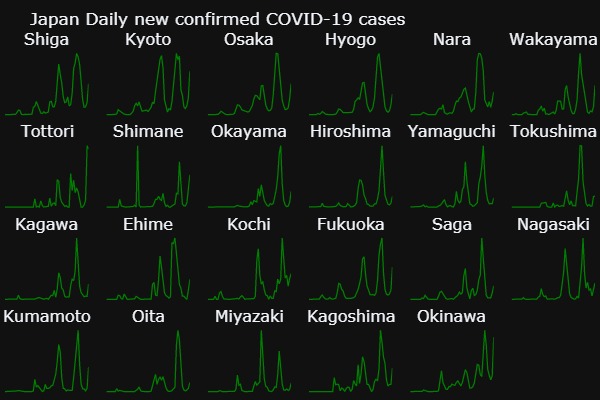 Japan Daily new confirmed COVID-19 cases
Shiga Kyoto Osaka Hyogo Nara Wakayama
Tottori Shimane Okayama Hiroshima Yamaguchi Tokushima
Kagawa Ehime Kochi Fukuoka Saga Nagasaki
Kumamoto Oita Miyazaki Kagoshima Okinawa